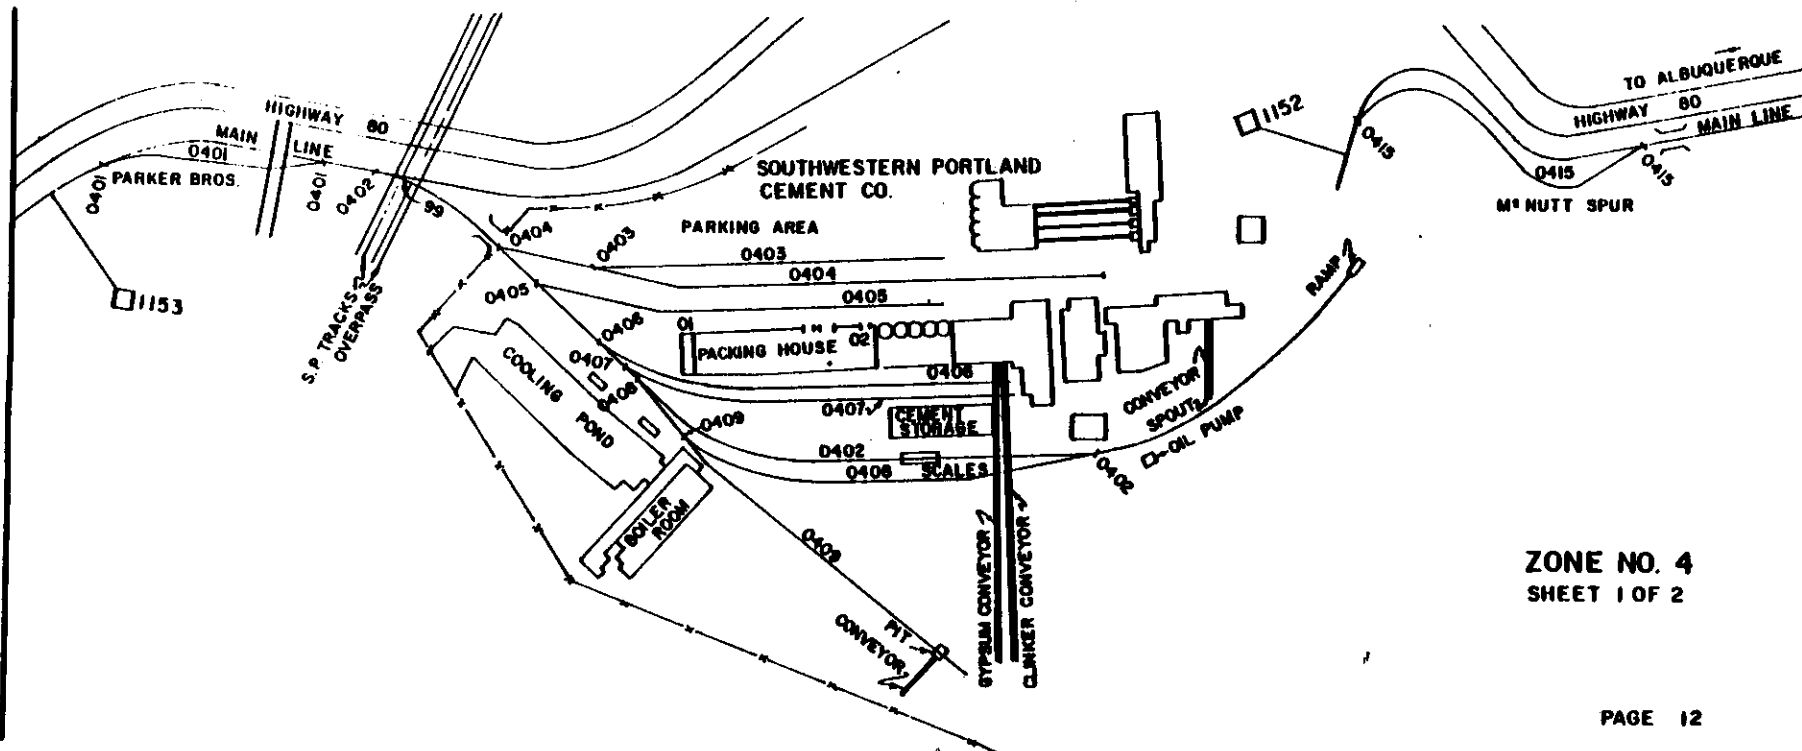 TO ALBUQUERQUE
HIGHWAY 80
MAIN LINE
0415
0415
0415
Mc NUTT SPUR
1152
HIGHWAY 80
MAIN LINE
0401
PARKER BROS.
0401
0401
0402
99
1153
S.P. TRACKS
OVERPASS
SOUTHWESTERN PORTLAND
CEMENT CO.
PARKING AREA
0404
0403
0403
0404
0405
0405
0406
01
PACKING HOUSE
02
0407
0408
COOLING
POND
0406
0407
CEMENT
STORAGE
0409
0402
0408
SCALES
0402
RAMP
CONVEYOR
SPOUT
OIL PUMP
BOILER
ROOM
0409
PIT
CONVEYOR
GYPSUM CONVEYOR
CLINKER CONVEYOR
ZONE NO. 4
SHEET 1 OF 2
PAGE 12